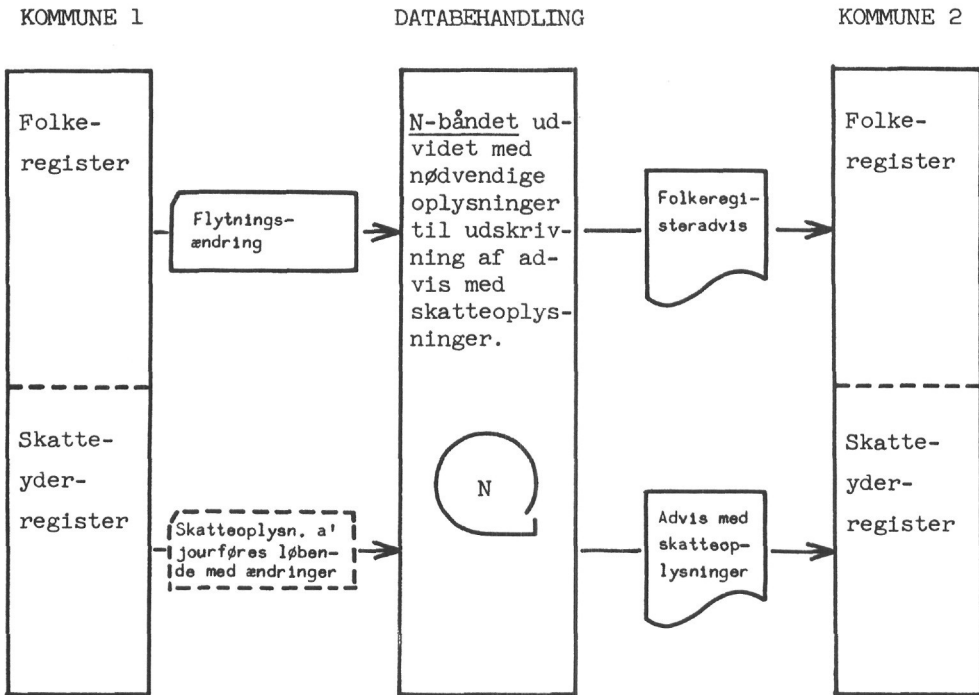 KOMMUNE 1
DATABEHANDLING
KOMMUNE 2
Folke-
register
Flytnings-
ændring
N-båndet ud-
videt med
nødvendige
oplysninger
til udskriv-
ning af ad-
vis med
skatteoplys-
ninger.
Folkeregi-
steradvis
Folke-
register
Skatte-
yder-
register
Skatteoplysn. a'
jourføres løben-
de med ændringer
N
Advis med
skatteop-
lysninger
Skatte-
yder-
register